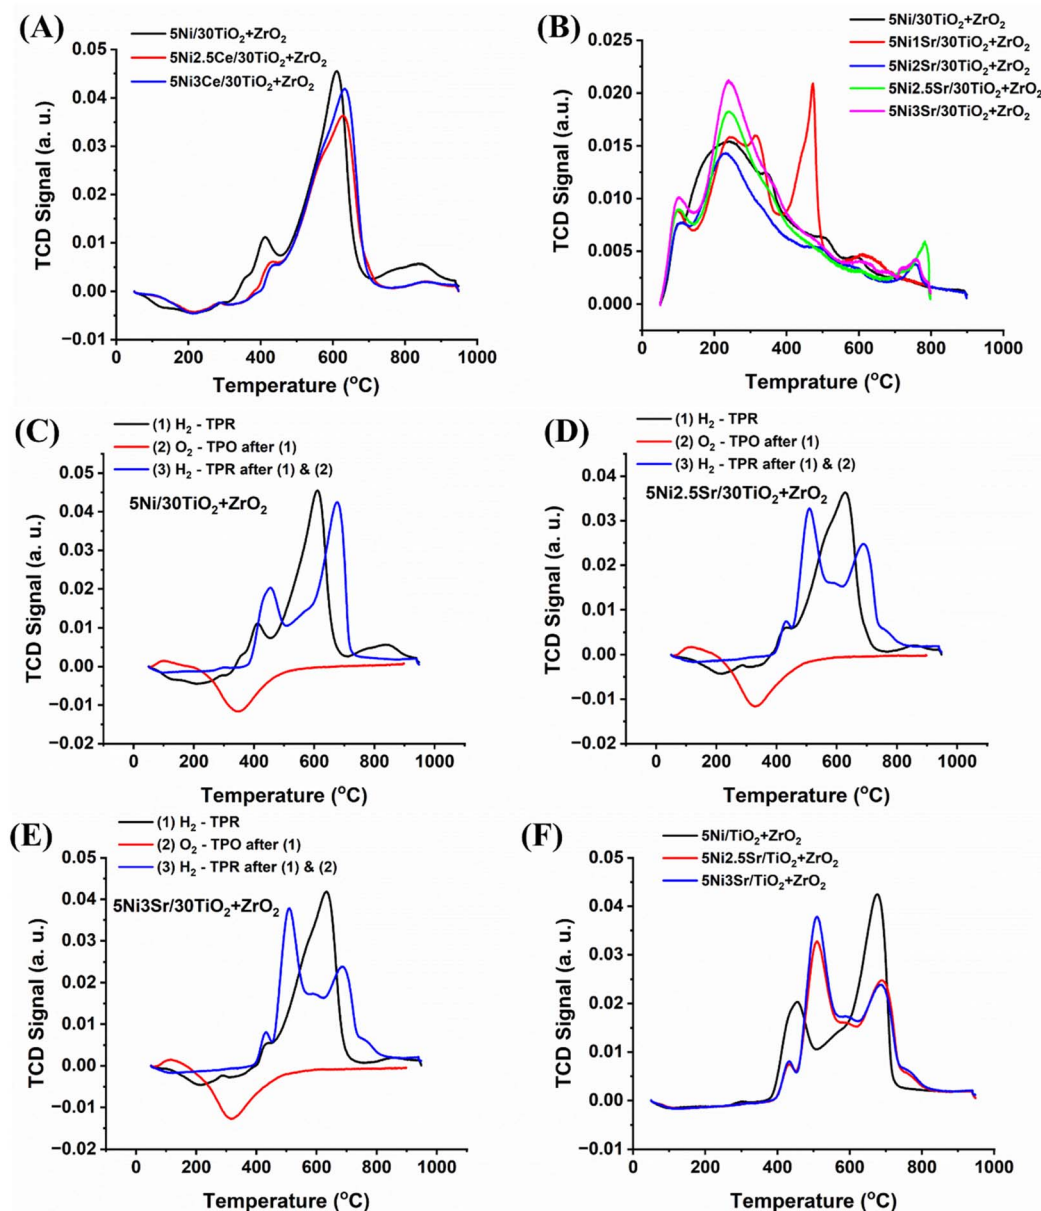 (A)
5Ni/30TiO₂+ZrO₂
5Ni2.5Ce/30TiO₂+ZrO₂
5Ni3Ce/30TiO₂+ZrO₂
TCD Signal (a. u.)
0.05
0.04
0.03
0.02
0.01
0.00
−0.01
0 200 400 600 800 1000
Temperature (°C)
(B)
5Ni/30TiO₂+ZrO₂
5Ni1Sr/30TiO₂+ZrO₂
5Ni2Sr/30TiO₂+ZrO₂
5Ni2.5Sr/30TiO₂+ZrO₂
5Ni3Sr/30TiO₂+ZrO₂
TCD Signal (a.u.)
0.025
0.020
0.015
0.010
0.005
0.000
0 200 400 600 800 1000
Temprature (°C)
(C)
(1) H₂ - TPR
(2) O₂ - TPO after (1)
(3) H₂ - TPR after (1) & (2)
5Ni/30TiO₂+ZrO₂
TCD Signal (a. u.)
0.05
0.04
0.03
0.02
0.01
0.00
−0.01
−0.02
0 200 400 600 800 1000
Temperature (°C)
(D)
(1) H₂ - TPR
(2) O₂ - TPO after (1)
(3) H₂ - TPR after (1) & (2)
5Ni2.5Sr/30TiO₂+ZrO₂
TCD Signal (a. u.)
0.04
0.03
0.02
0.01
0.00
−0.01
−0.02
0 200 400 600 800 1000
Temperature (°C)
(E)
(1) H₂ - TPR
(2) O₂ - TPO after (1)
(3) H₂ - TPR after (1) & (2)
5Ni3Sr/30TiO₂+ZrO₂
TCD Signal (a. u.)
0.05
0.04
0.03
0.02
0.01
0.00
−0.01
−0.02
0 200 400 600 800 1000
Temperature (°C)
(F)
5Ni/TiO₂+ZrO₂
5Ni2.5Sr/TiO₂+ZrO₂
5Ni3Sr/TiO₂+ZrO₂
TCD Signal (a. u.)
0.05
0.04
0.03
0.02
0.01
0.00
−0.01
0 200 400 600 800 1000
Temperature (°C)